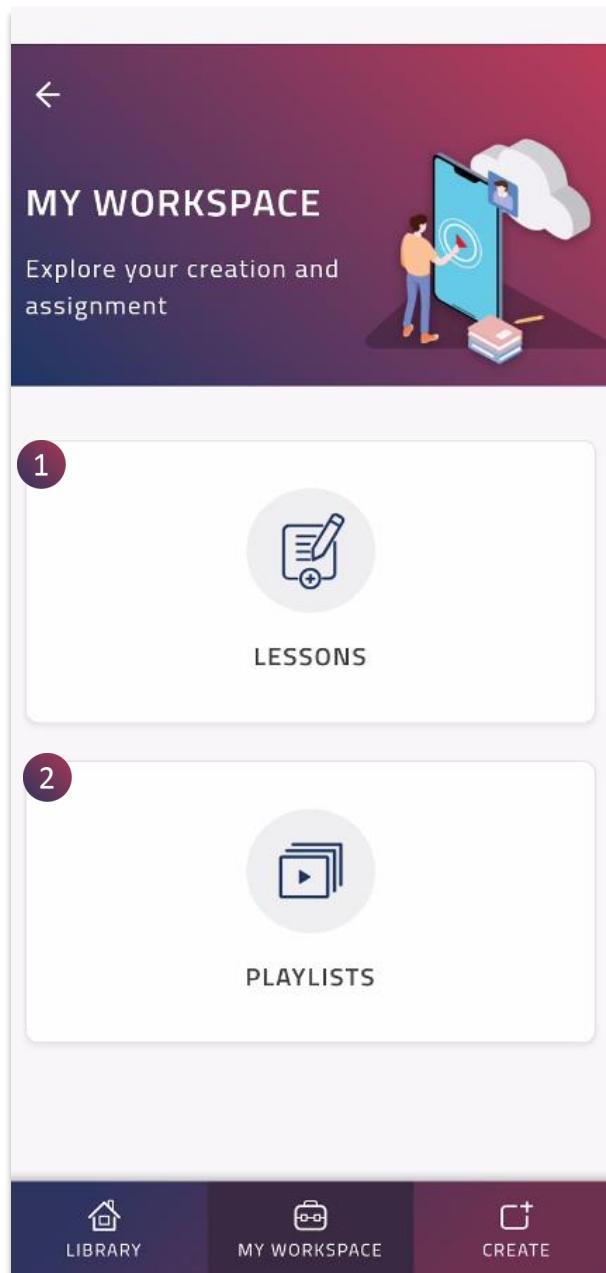 MY WORKSPACE
Explore your creation and
assignment
1
LESSONS
2
PLAYLISTS
LIBRARY
MY WORKSPACE
CREATE